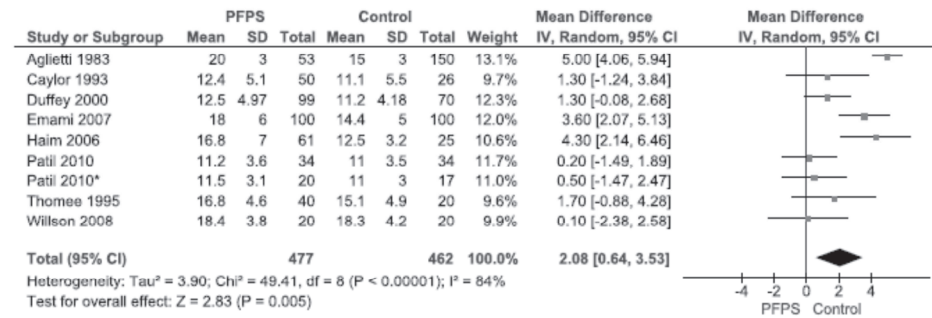 PFPS Control Mean Difference Mean Difference
Study or Subgroup Mean SD Total Mean SD Total Weight IV, Random, 95% CI IV, Random, 95% CI
Aglietti 1983 20 3 53 15 3 150 13.1% 5.00 [4.06, 5.94]
Caylor 1993 12.4 5.1 50 11.1 5.5 26 9.7% 1.30 [-1.24, 3.84]
Duffey 2000 12.5 4.97 99 11.2 4.18 70 12.3% 1.30 [-0.08, 2.68]
Emami 2007 18 6 100 14.4 5 100 12.0% 3.60 [2.07, 5.13]
Haim 2006 16.8 7 61 12.5 3.2 25 10.6% 4.30 [2.14, 6.46]
Patil 2010 11.2 3.6 34 11 3.5 34 11.7% 0.20 [-1.49, 1.89]
Patil 2010* 11.5 3.1 20 11 3 17 11.0% 0.50 [-1.47, 2.47]
Thomee 1995 16.8 4.6 40 15.1 4.9 20 9.6% 1.70 [-0.88, 4.28]
Willson 2008 18.4 3.8 20 18.3 4.2 20 9.9% 0.10 [-2.38, 2.58]
Total (95% CI) 477 462 100.0% 2.08 [0.64, 3.53]
Heterogeneity: Tau² = 3.90; Chi² = 49.41, df = 8 (P < 0.00001); I² = 84%
Test for overall effect: Z = 2.83 (P = 0.005)
-4 -2 0 2 4
PFPS Control